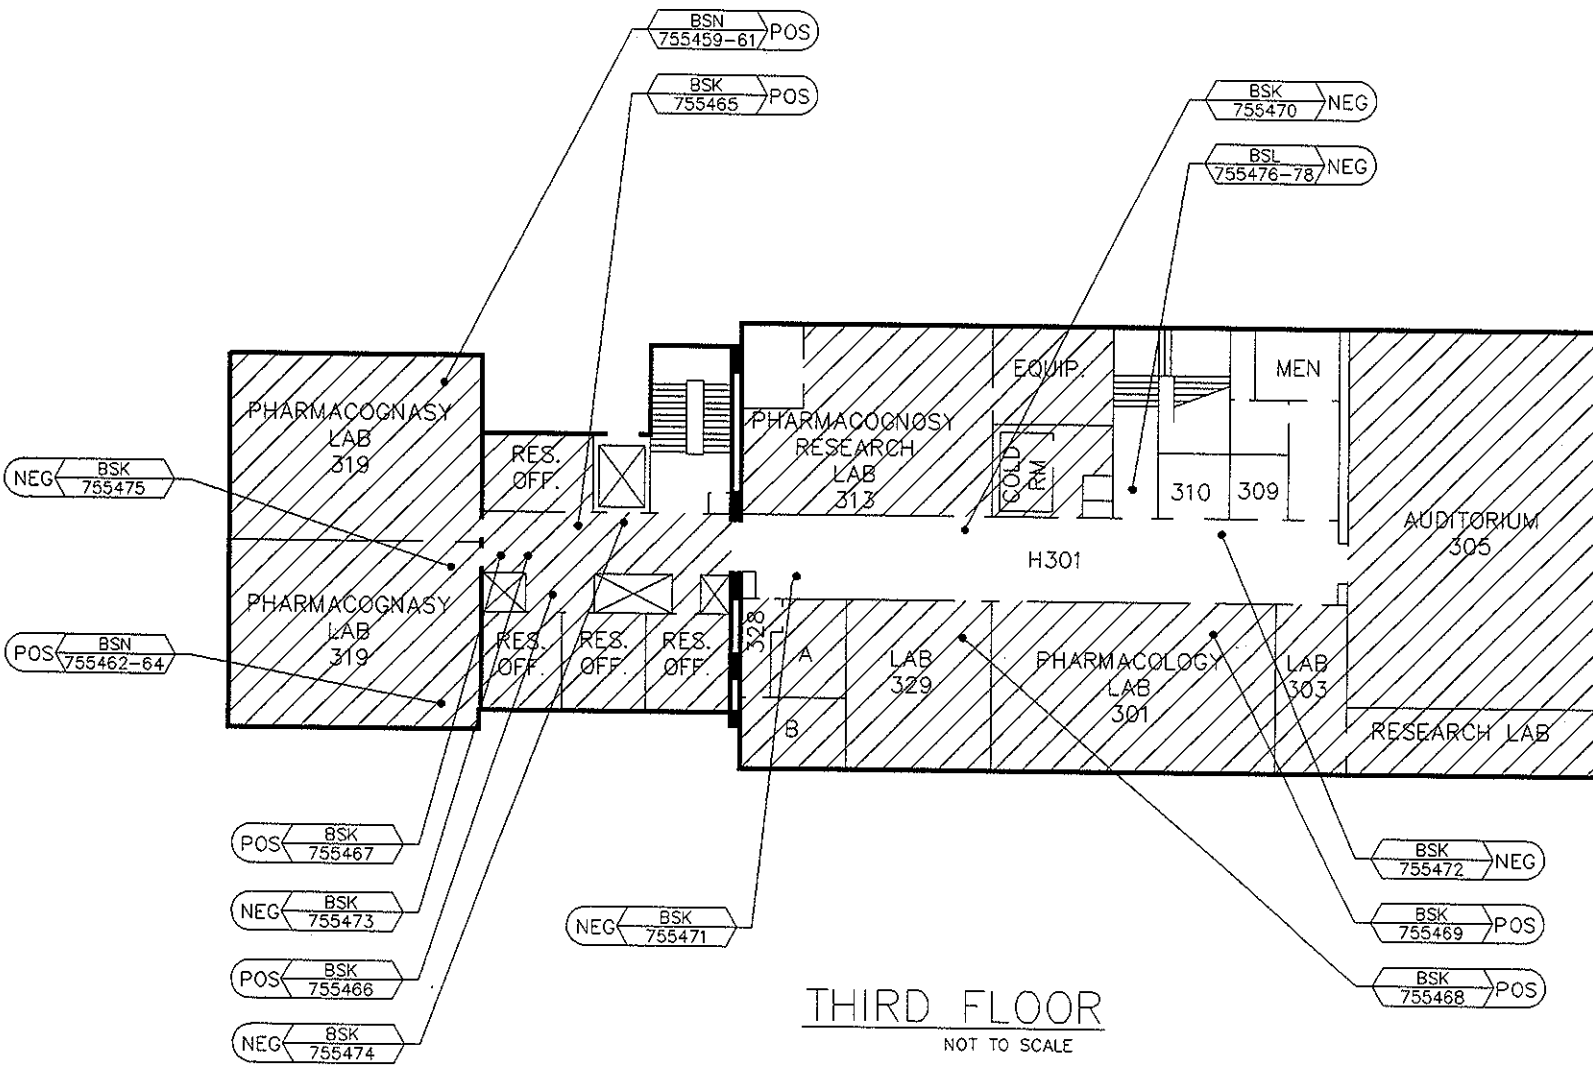 BSN
755459-61
POS
BSK
755465
POS
BSK
755470
NEG
BSL
755476-78
NEG
PHARMACOGNASY
LAB
319
RES.
OFF.
PHARMACOGNOSY
RESEARCH
LAB
313
EQUIP.
COLD
RM
MEN
310
309
AUDITORIUM
305
NEG
BSK
755475
H301
PHARMACOGNASY
LAB
319
POS
BSN
755462-64
RES.
OFF.
RES.
OFF.
RES.
OFF.
328
A
B
LAB
329
PHARMACOLOGY
LAB
301
LAB
303
RESEARCH LAB
POS
BSK
755467
NEG
BSK
755473
POS
BSK
755466
NEG
BSK
755474
NEG
BSK
755471
BSK
755472
NEG
BSK
755469
POS
BSK
755468
POS
THIRD FLOOR
NOT TO SCALE